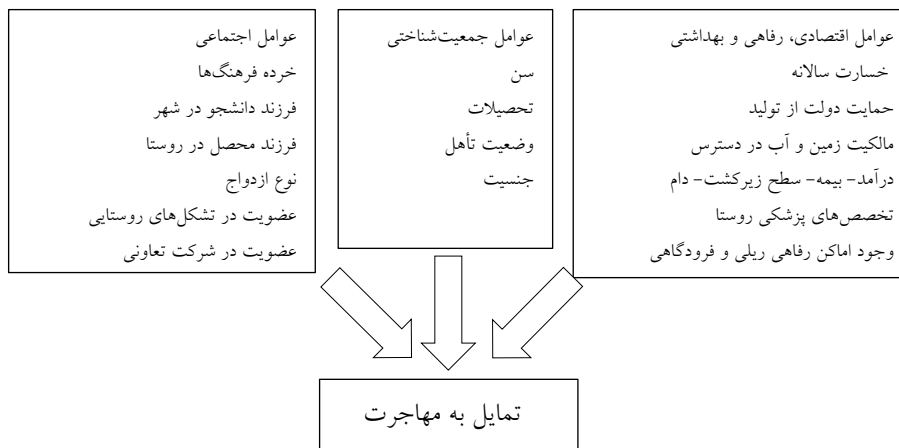 عوامل اقتصادی، رفاهی و بهداشتی
خسارت سالانه
حمایت دولت از تولید
مالکیت زمین و آب در دسترس
درآمد- بیمه- سطح زیرکشت- دام
تخصص‌های پزشکی روستا
وجود اماکن رفاهی ریلی و فرودگاهی
عوامل جمعیت‌شناختی
سن
تحصیلات
وضعیت تأهل
جنسیت
عوامل اجتماعی
خرده فرهنگ‌ها
فرزند دانشجو در شهر
فرزند محصل در روستا
نوع ازدواج
عضویت در تشکل‌های روستایی
عضویت در شرکت تعاونی
تمایل به مهاجرت